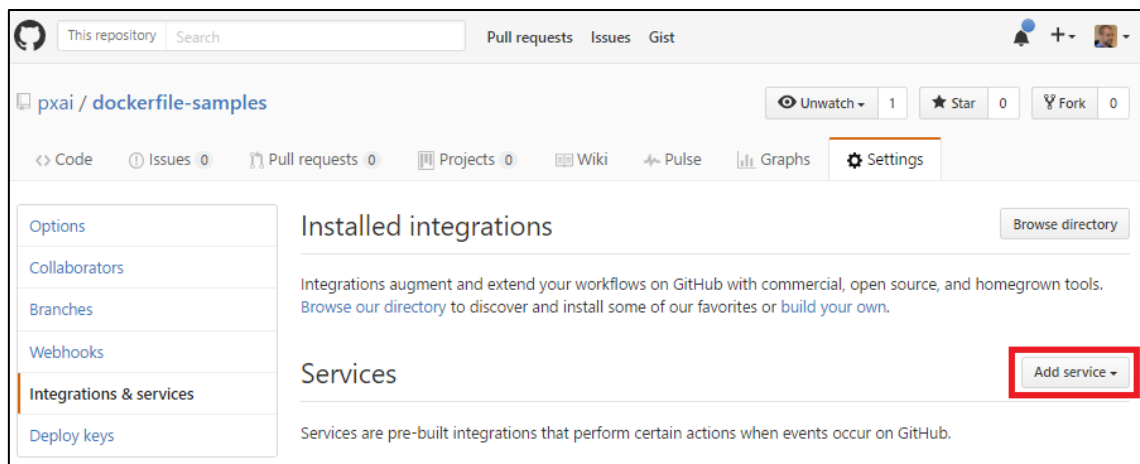 This repository Search Pull requests Issues Gist
pxai / dockerfile-samples Unwatch 1 Star 0 Fork 0
Code Issues 0 Pull requests 0 Projects 0 Wiki Pulse Graphs Settings
Options
Collaborators
Branches
Webhooks
Integrations & services
Deploy keys
Installed integrations Browse directory
Integrations augment and extend your workflows on GitHub with commercial, open source, and homegrown tools.
Browse our directory to discover and install some of our favorites or build your own.
Services Add service
Services are pre-built integrations that perform certain actions when events occur on GitHub.